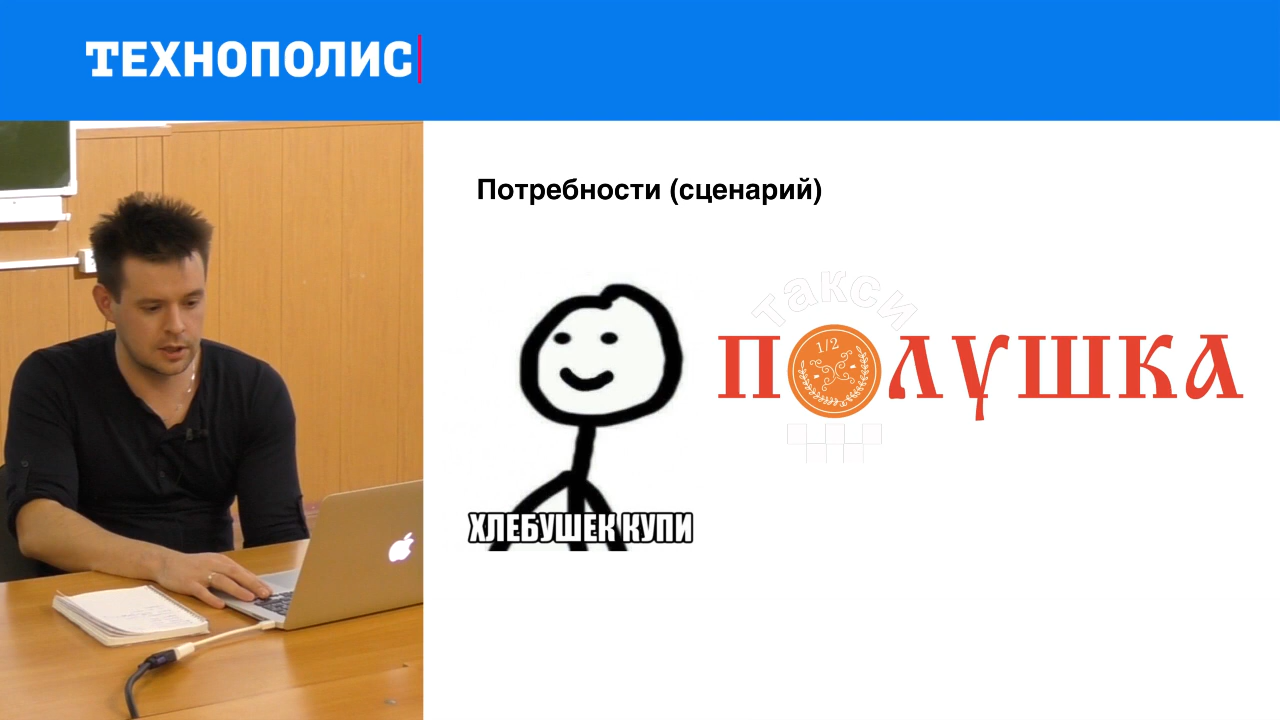 ТЕХНОПОЛИС
Потребности (сценарий)
такси
ПОЛУШКА
1/2
ХЛЕБУШЕК КУПИ